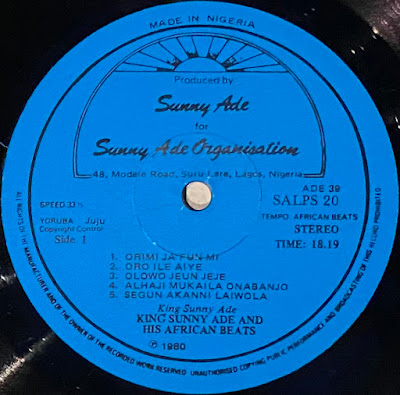 MADE IN NIGERIA
Produced by
Sunny Ade
for
Sunny Ade Organisation
48, Modele Road, Suru-Lere, Lagos, Nigeria
ADE 39
SALPS 20
SPEED 33⅓
TEMPO: AFRICAN BEATS
YORUBA JuJu
STEREO
Copyright Control
Side 1
TIME: 18.19
1 ORIMI JA FUN MI
2. ORO ILE AIYE
3. OLOWO JEUN JEJE
4. ALHAJI MUKAILA ONABANJO
5. SEGUN AKANNI LAIWOLA
King Sunny Ade
KING SUNNY ADE AND
HIS AFRICAN BEATS
℗ 1980
ALL RIGHTS OF THE MANUFACTURER AND OF THE OWNER OF THE RECORDED WORK RESERVED. UNAUTHORISED COPYING PUBLIC PERFORMANCE AND BROADCASTING OF THIS RECORD PROHIBITED